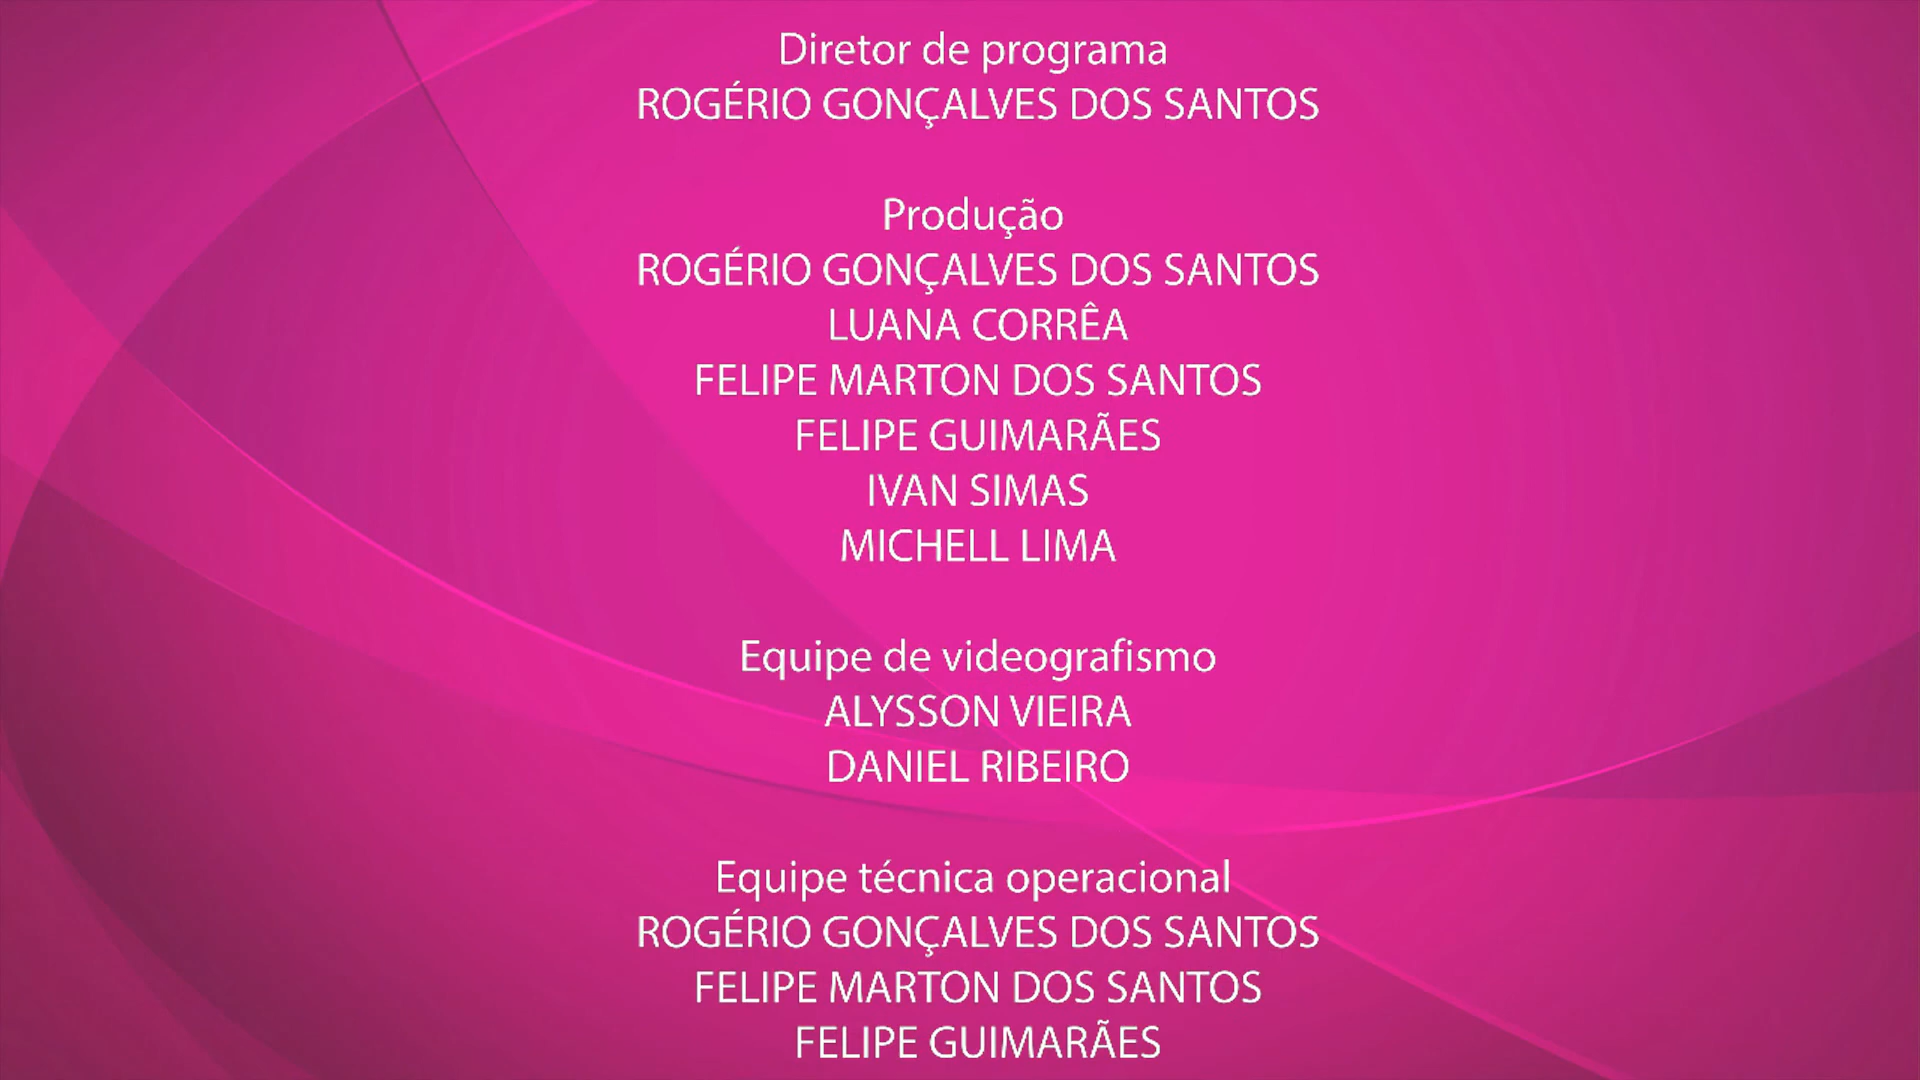 Diretor de programa
ROGÉRIO GONÇALVES DOS SANTOS
Produção
ROGÉRIO GONÇALVES DOS SANTOS
LUANA CORRÊA
FELIPE MARTON DOS SANTOS
FELIPE GUIMARÃES
IVAN SIMAS
MICHELL LIMA
Equipe de videografismo
ALYSSON VIEIRA
DANIEL RIBEIRO
Equipe técnica operacional
ROGÉRIO GONÇALVES DOS SANTOS
FELIPE MARTON DOS SANTOS
FELIPE GUIMARÃES